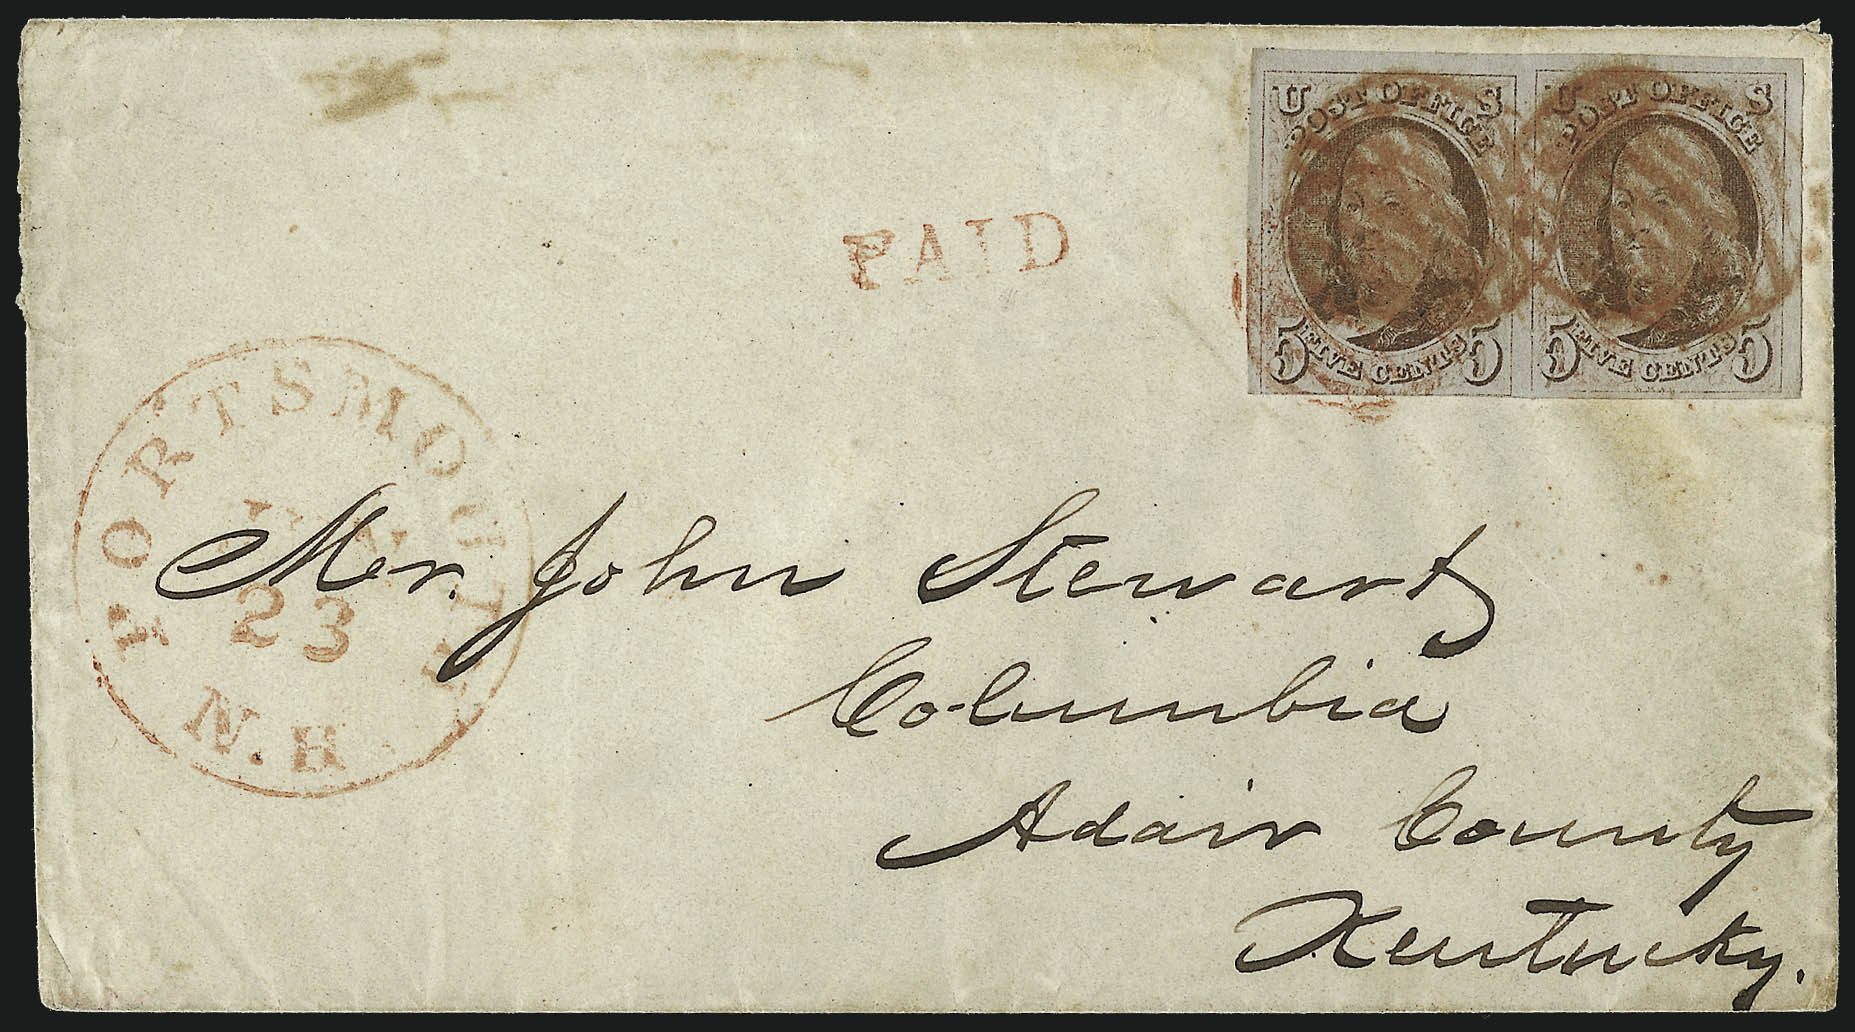 U S
POST OFFICE
5 FIVE CENTS 5
U S
POST OFFICE
5 FIVE CENTS 5
PAID
PORTSMOUTH
23
N.H
Mr. John Stewart
Columbia
Adair County
Kentucky.